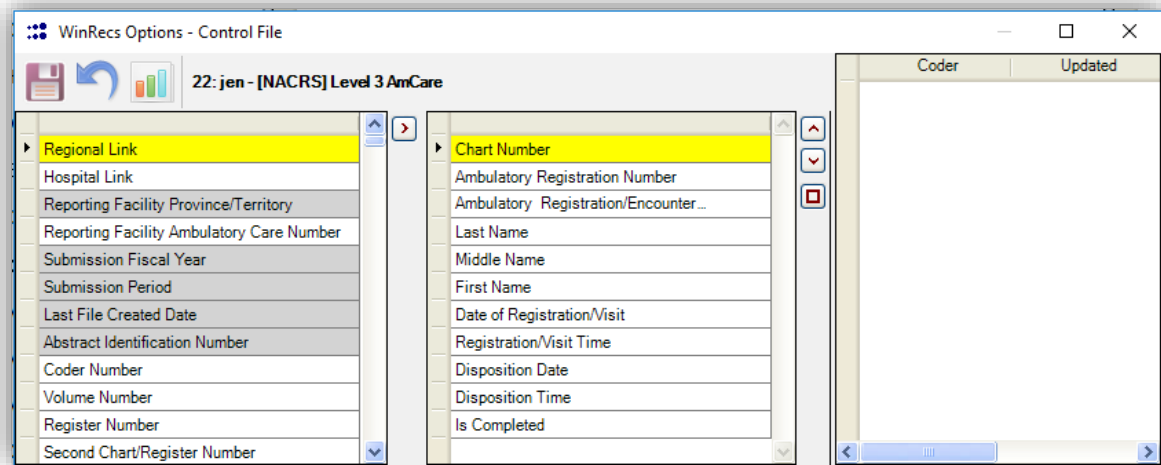 WinRecs Options - Control File
22: jen - [NACRS] Level 3 AmCare
Regional Link
Hospital Link
Reporting Facility Province/Territory
Reporting Facility Ambulatory Care Number
Submission Fiscal Year
Submission Period
Last File Created Date
Abstract Identification Number
Coder Number
Volume Number
Register Number
Second Chart/Register Number
Chart Number
Ambulatory Registration Number
Ambulatory  Registration/Encounter...
Last Name
Middle Name
First Name
Date of Registration/Visit
Registration/Visit Time
Disposition Date
Disposition Time
Is Completed
Coder Updated